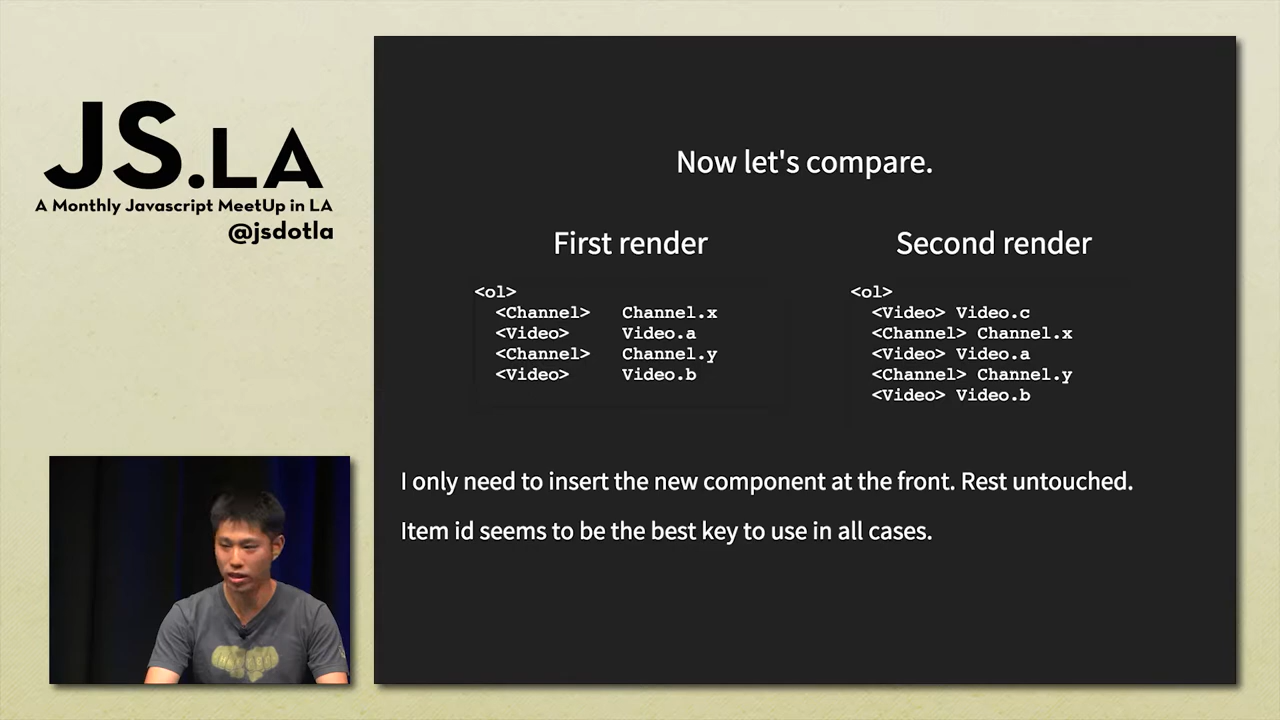 JS.LA
A Monthly Javascript MeetUp in LA
@jsdotla
Now let's compare.
First render
<ol>
<Channel> Channel.x
<Video> Video.a
<Channel> Channel.y
<Video> Video.b
Second render
<ol>
<Video> Video.c
<Channel> Channel.x
<Video> Video.a
<Channel> Channel.y
<Video> Video.b
I only need to insert the new component at the front. Rest untouched.
Item id seems to be the best key to use in all cases.